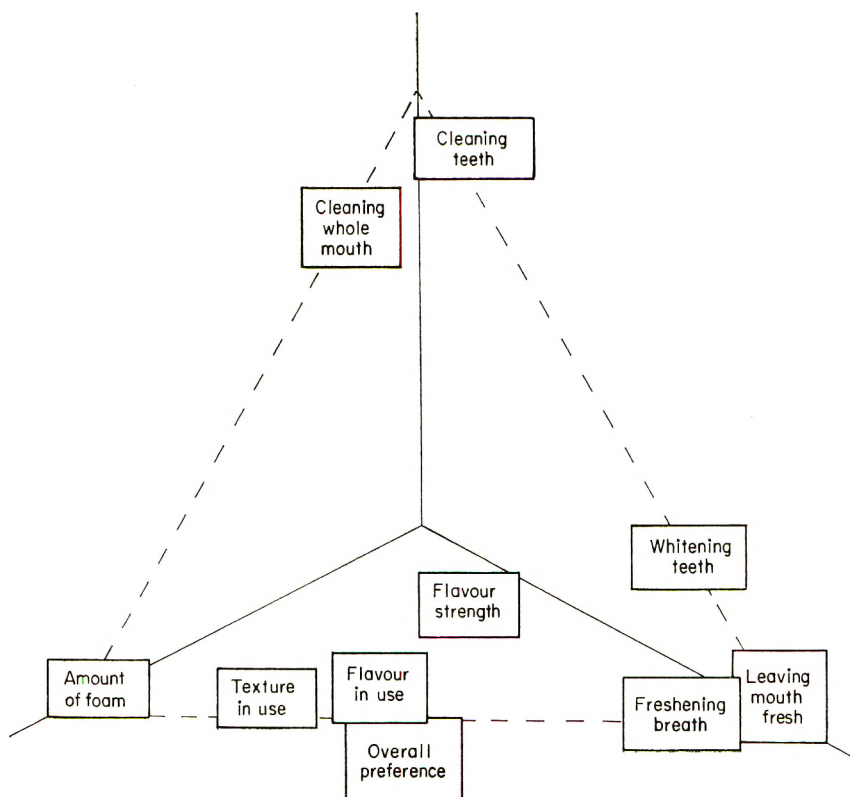 Cleaning
teeth
Cleaning
whole
mouth
Whitening
teeth
Flavour
strength
Amount
of foam
Texture
in use
Flavour
in use
Overall
preference
Freshening
breath
Leaving
mouth
fresh